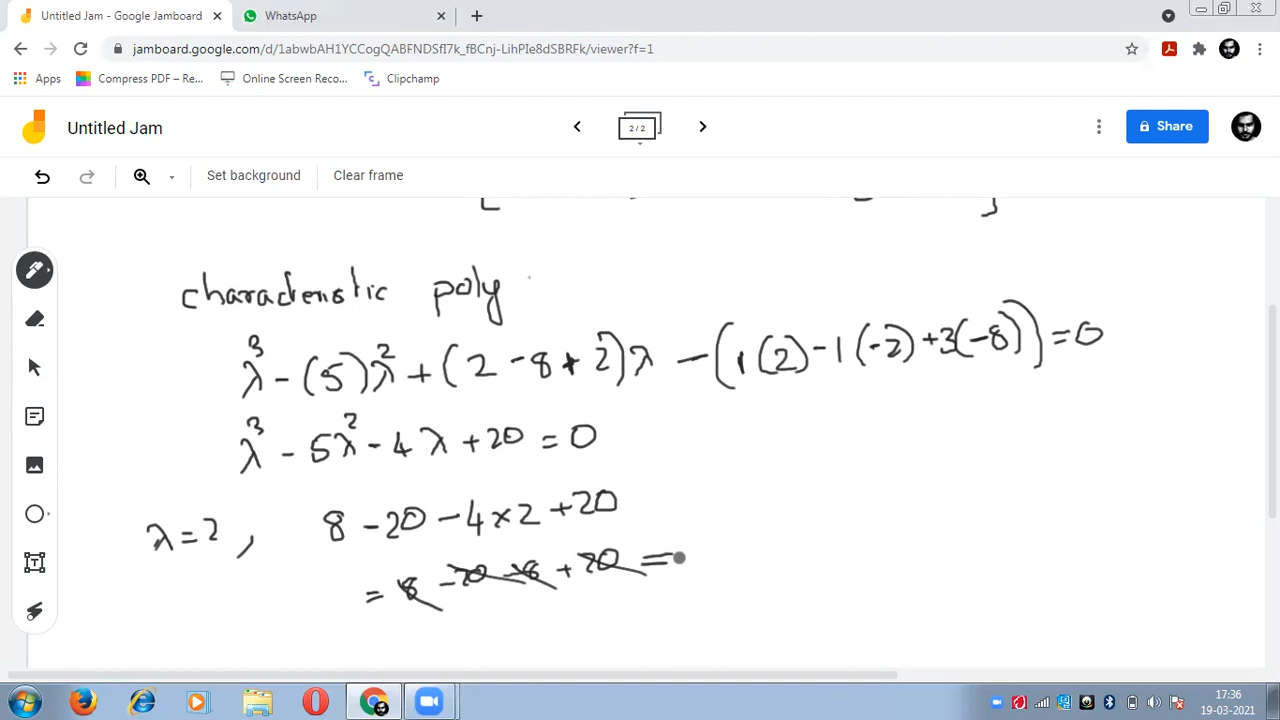 Untitled Jam - Google Jamboard × WhatsApp × +
jamboard.google.com/d/1abwbAH1YCCogQABFNDSfI7k_fBCnj-LihPIe8dSBRFk/viewer?f=1
Apps Compress PDF – Re... Online Screen Reco... Clipchamp
Untitled Jam 2 / 2 Share
Set background Clear frame
charactenstic poly
λ³ - (5)λ² + (2 - 8 + 2)λ - (1(2) - 1(-2) + 3(-8)) = 0
λ³ - 5λ² - 4λ + 20 = 0
λ = 2, 8 - 20 - 4 × 2 + 20
= 8 - 20 - 8 + 20 =
17:36
19-03-2021